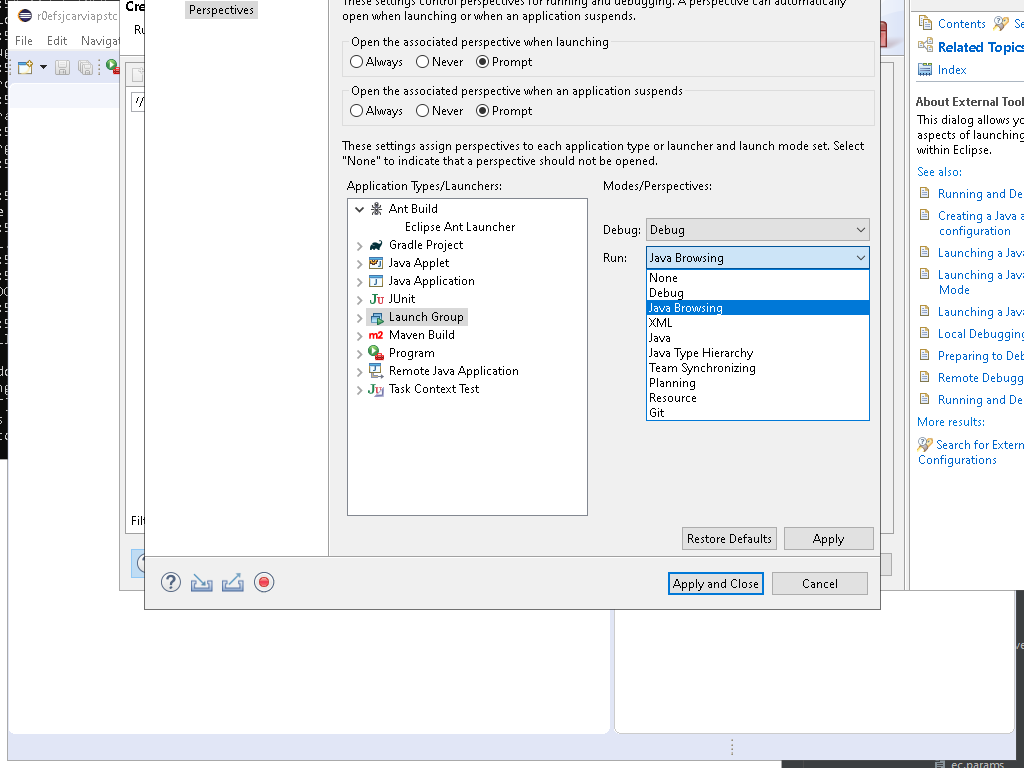 r0efsjcarviapstc
File Edit Navigat
Cre
Ru
//
Filt
Perspectives
These settings control perspectives for running and debugging. A perspective can automatically
open when launching or when an application suspends.
Open the associated perspective when launching
Always Never Prompt
Open the associated perspective when an application suspends
Always Never Prompt
These settings assign perspectives to each application type or launcher and launch mode set. Select
"None" to indicate that a perspective should not be opened.
Application Types/Launchers:
Ant Build
Eclipse Ant Launcher
Gradle Project
Java Applet
Java Application
JUnit
Launch Group
Maven Build
Program
Remote Java Application
Task Context Test
Modes/Perspectives:
Debug: Debug
Run: Java Browsing
None
Debug
Java Browsing
XML
Java
Java Type Hierarchy
Team Synchronizing
Planning
Resource
Git
Restore Defaults Apply
Apply and Close Cancel
Contents Se
Related Topics
Index
About External Tool
This dialog allows yo
aspects of launching
within Eclipse.
See also:
Running and De
Creating a Java a
configuration
Launching a Java
Launching a Java
Mode
Launching a Java
Local Debugging
Preparing to Deb
Remote Debugg
Running and De
More results:
Search for Extern
Configurations
ec.params